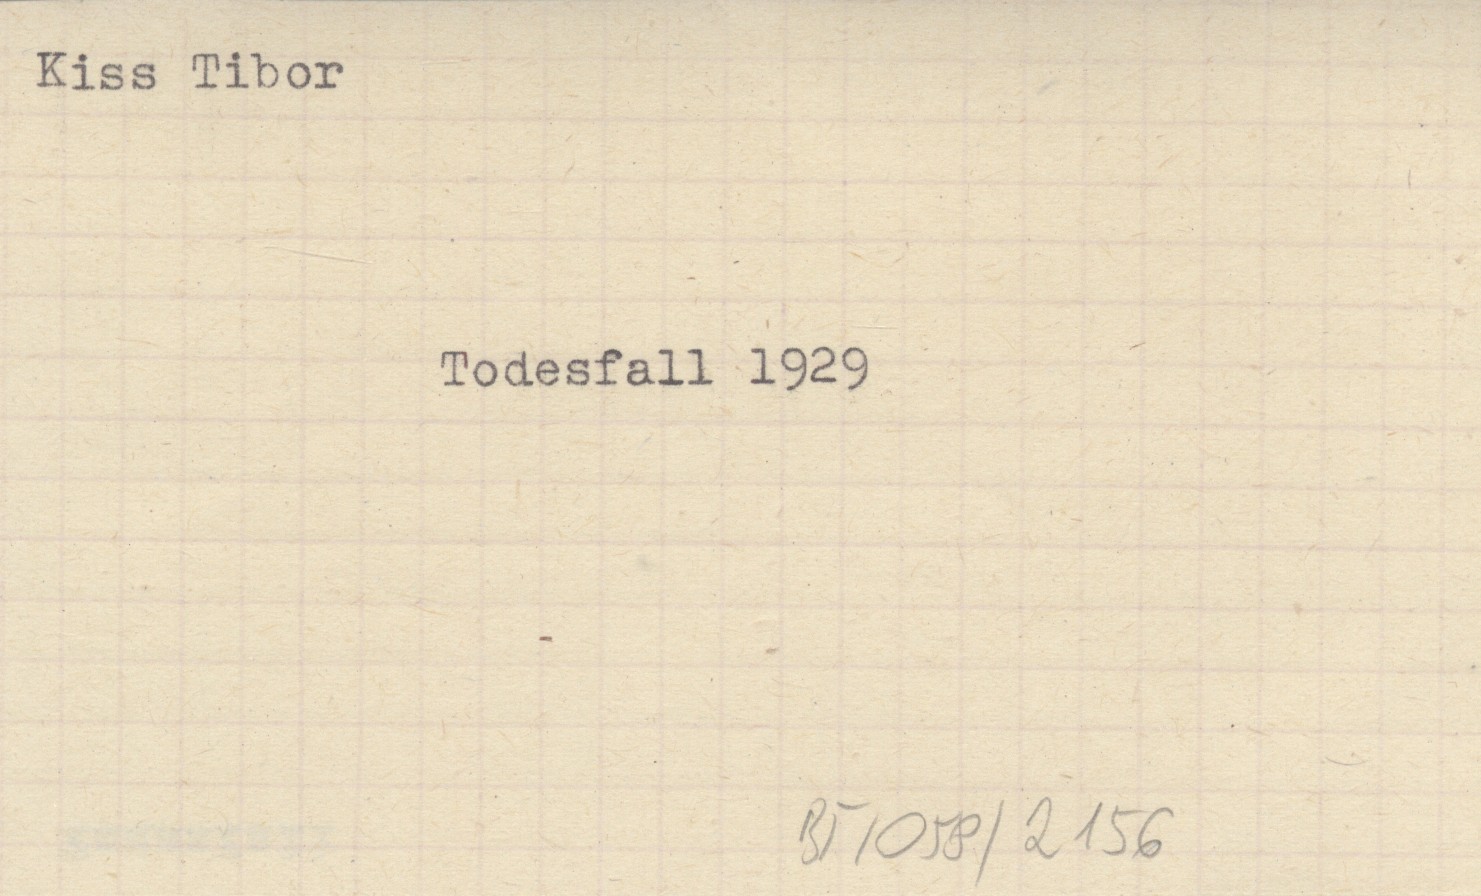 Kiss Tibor
Todesfall 1929
BT 1058/2156